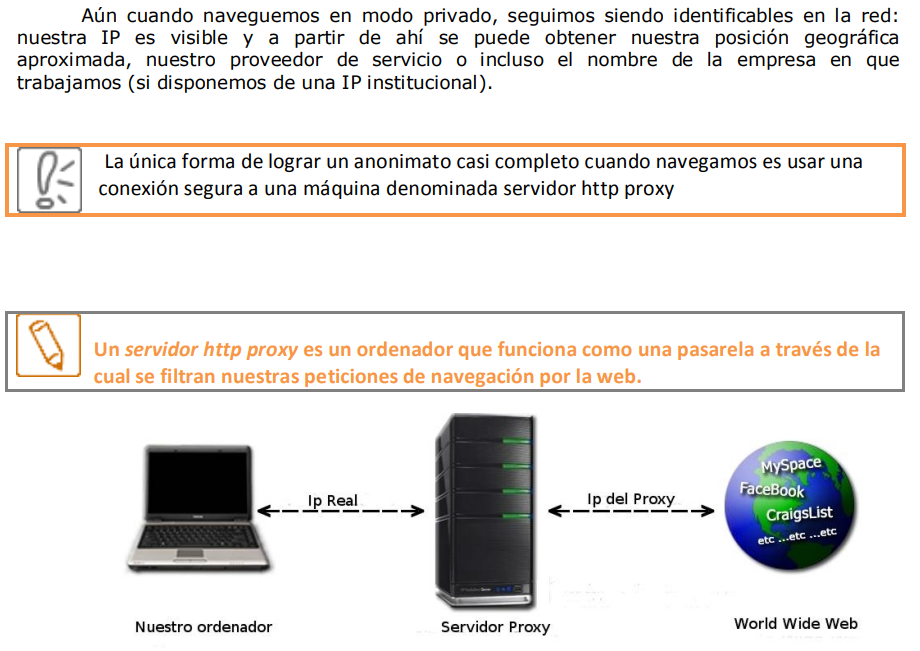 Aún cuando naveguemos en modo privado, seguimos siendo identificables en la red:
nuestra IP es visible y a partir de ahí se puede obtener nuestra posición geográfica
aproximada, nuestro proveedor de servicio o incluso el nombre de la empresa en que
trabajamos (si disponemos de una IP institucional).
La única forma de lograr un anonimato casi completo cuando navegamos es usar una
conexión segura a una máquina denominada servidor http proxy
Un servidor http proxy es un ordenador que funciona como una pasarela a través de la
cual se filtran nuestras peticiones de navegación por la web.
Ip Real
Ip del Proxy
MySpace
FaceBook
CraigsList
etc ...etc ...etc
Nuestro ordenador
Servidor Proxy
World Wide Web